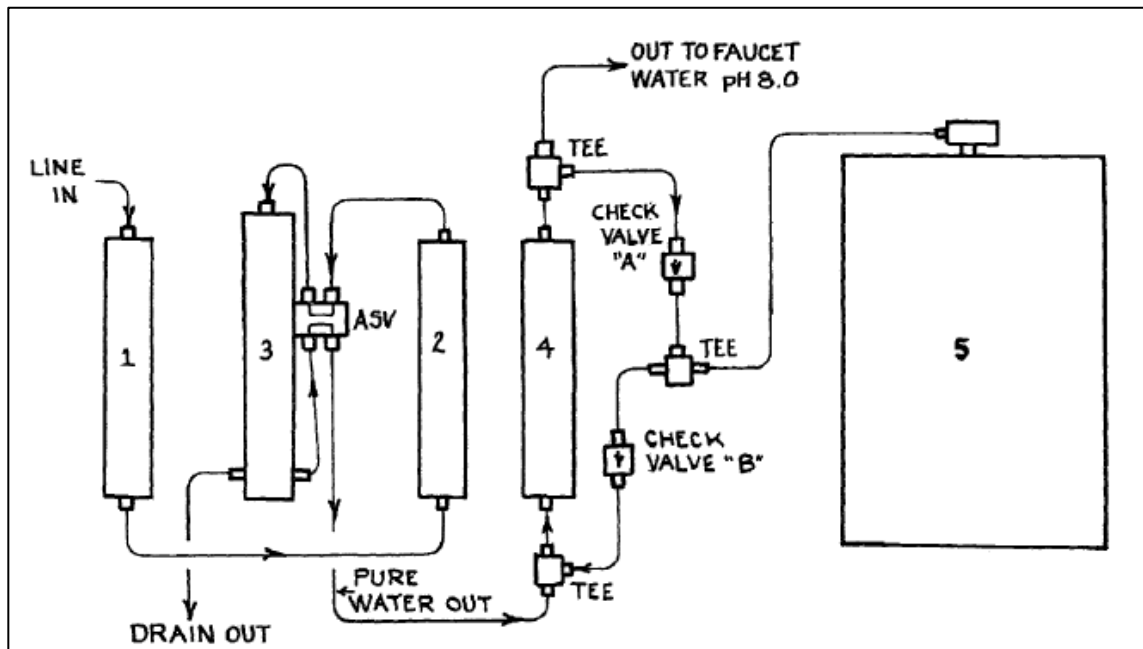 OUT TO FAUCET
WATER pH 8.0
TEE
LINE
IN
CHECK
VALVE
"A"
ASV
1
3
2
4
TEE
5
CHECK
VALVE "B"
PURE
WATER OUT
TEE
DRAIN OUT